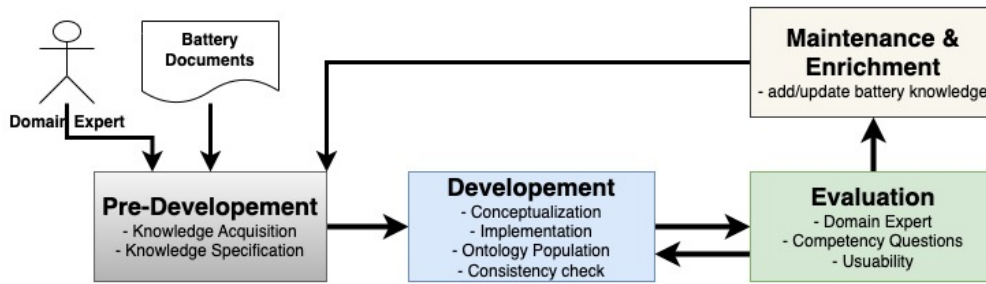 Domain Expert
Battery
Documents
Maintenance &
Enrichment
- add/update battery knowledge
Pre-Developement
- Knowledge Acquisition
- Knowledge Specification
Developement
- Conceptualization
- Implementation
- Ontology Population
- Consistency check
Evaluation
- Domain Expert
- Competency Questions
- Usuability